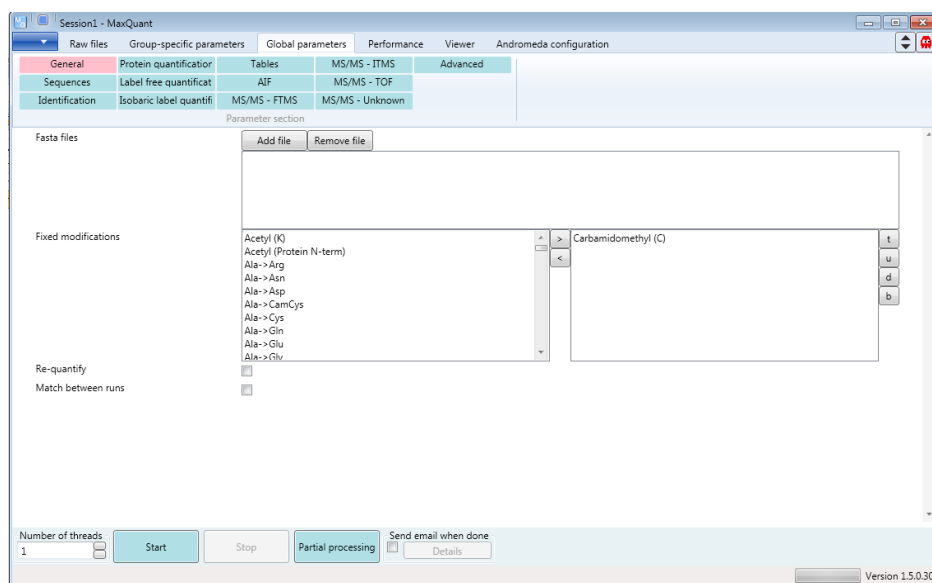 Session1 - MaxQuant
Raw files Group-specific parameters Global parameters Performance Viewer Andromeda configuration
General Protein quantification Tables MS/MS - ITMS Advanced
Sequences Label free quantificat AIF MS/MS - TOF
Identification Isobaric label quantifi MS/MS - FTMS MS/MS - Unknown
Parameter section
Fasta files Add file Remove file
Fixed modifications
Acetyl (K) > Carbamidomethyl (C) t
Acetyl (Protein N-term)
Ala->Arg < u
Ala->Asn
Ala->Asp d
Ala->CamCys
Ala->Cys b
Ala->Gln
Ala->Glu
Ala->Gly
Re-quantify
Match between runs
Number of threads Send email when done
1 Start Stop Partial processing Details
Version 1.5.0.30